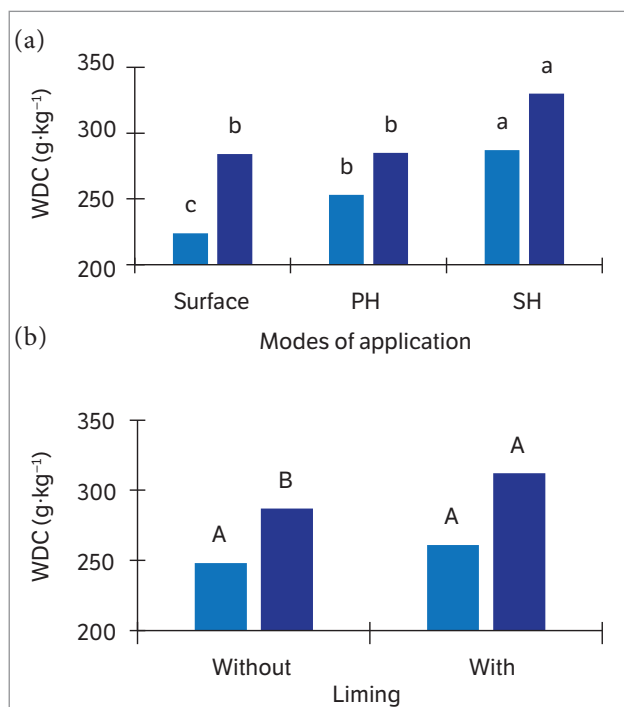 (a)
350
300
250
200
WDC (g·kg⁻¹)
c
b
b
b
a
a
Surface
PH
SH
Modes of application
(b)
350
300
250
200
WDC (g·kg⁻¹)
A
B
A
A
Without
With
Liming